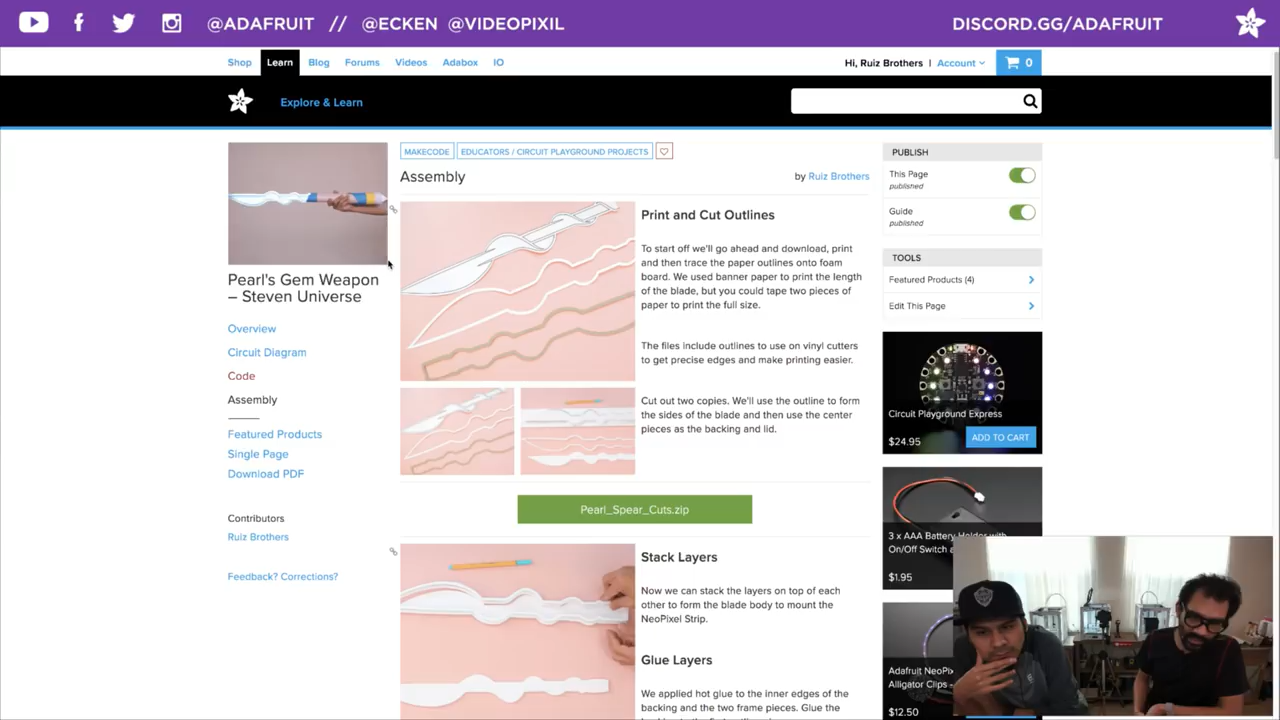 @ADAFRUIT // @ECKEN @VIDEOPIXIL
DISCORD.GG/ADAFRUIT
Shop Learn Blog Forums Videos Adabox IO
Hi, Ruiz Brothers | Account 0
Explore & Learn
Pearl's Gem Weapon
– Steven Universe
Overview
Circuit Diagram
Code
Assembly
Featured Products
Single Page
Download PDF
Contributors
Ruiz Brothers
Feedback? Corrections?
MAKECODE EDUCATORS / CIRCUIT PLAYGROUND PROJECTS
Assembly
by Ruiz Brothers
Print and Cut Outlines
To start off we'll go ahead and download, print
and then trace the paper outlines onto foam
board. We used banner paper to print the length
of the blade, but you could tape two pieces of
paper to print the full size.
The files include outlines to use on vinyl cutters
to get precise edges and make printing easier.
Cut out two copies. We'll use the outline to form
the sides of the blade and then use the center
pieces as the backing and lid.
Pearl_Spear_Cuts.zip
Stack Layers
Now we can stack the layers on top of each
other to form the blade body to mount the
NeoPixel Strip.
Glue Layers
We applied hot glue to the inner edges of the
backing and the two frame pieces. Glue the
PUBLISH
This Page
published
Guide
published
TOOLS
Featured Products (4)
Edit This Page
Circuit Playground Express
$24.95 ADD TO CART
3 x AAA Battery Holder with
On/Off Switch
$1.95
Adafruit
Alligator Clips -
$12.50